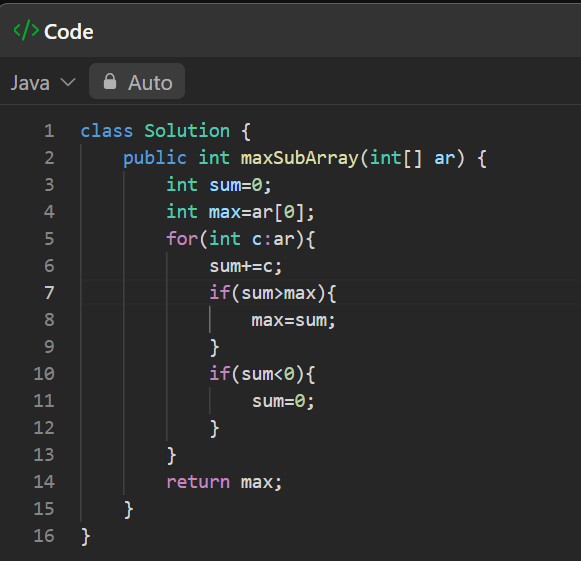 </> Code
Java Auto
1 class Solution {
2     public int maxSubArray(int[] ar) {
3         int sum=0;
4         int max=ar[0];
5         for(int c:ar){
6             sum+=c;
7             if(sum>max){
8                 max=sum;
9             }
10             if(sum<0){
11                 sum=0;
12             }
13         }
14         return max;
15     }
16 }